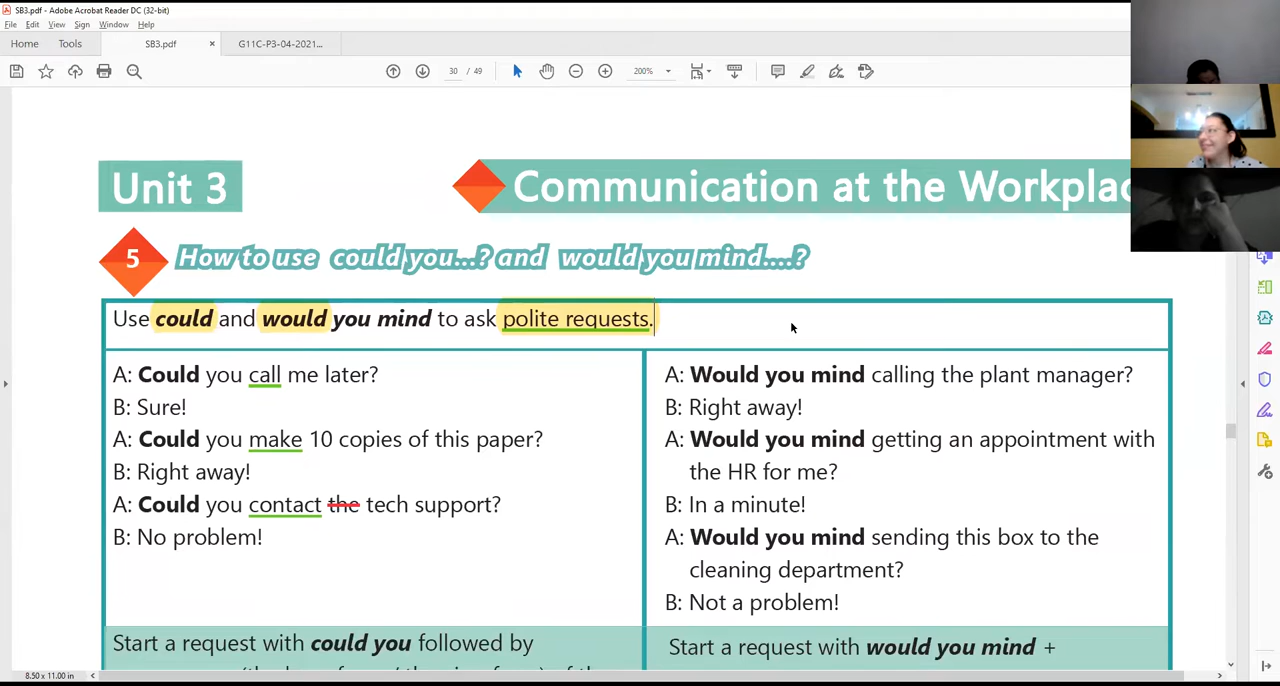 SB3.pdf - Adobe Acrobat Reader DC (32-bit)
File Edit View Sign Window Help
Home Tools SB3.pdf × G11C-P3-04-2021...
30 / 49 200%
Unit 3
Communication at the Workplac
5 How to use could you...? and would you mind....?
Use could and would you mind to ask polite requests.
A: Could you call me later?
B: Sure!
A: Could you make 10 copies of this paper?
B: Right away!
A: Could you contact the tech support?
B: No problem!
Start a request with could you followed by
A: Would you mind calling the plant manager?
B: Right away!
A: Would you mind getting an appointment with
the HR for me?
B: In a minute!
A: Would you mind sending this box to the
cleaning department?
B: Not a problem!
Start a request with would you mind +
8.50 x 11.00 in